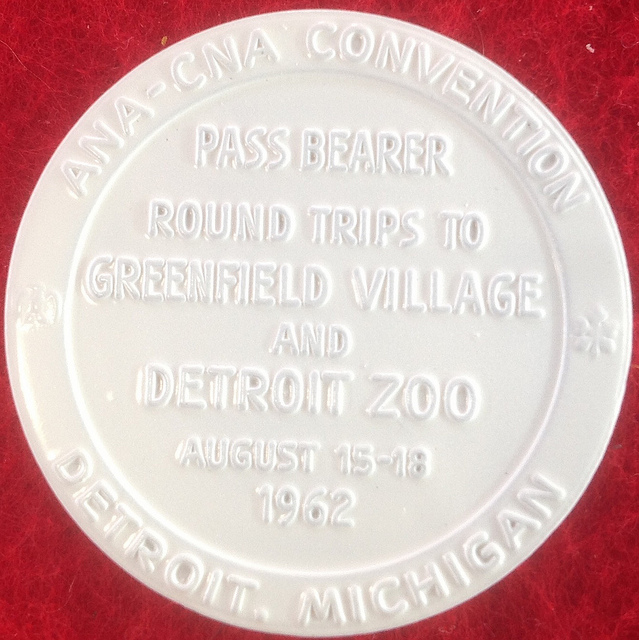 ANA-CNA CONVENTION
PASS BEARER
ROUND TRIPS TO
GREENFIELD VILLAGE
AND
DETROIT ZOO
AUGUST 15-18
1962
DETROIT, MICHIGAN